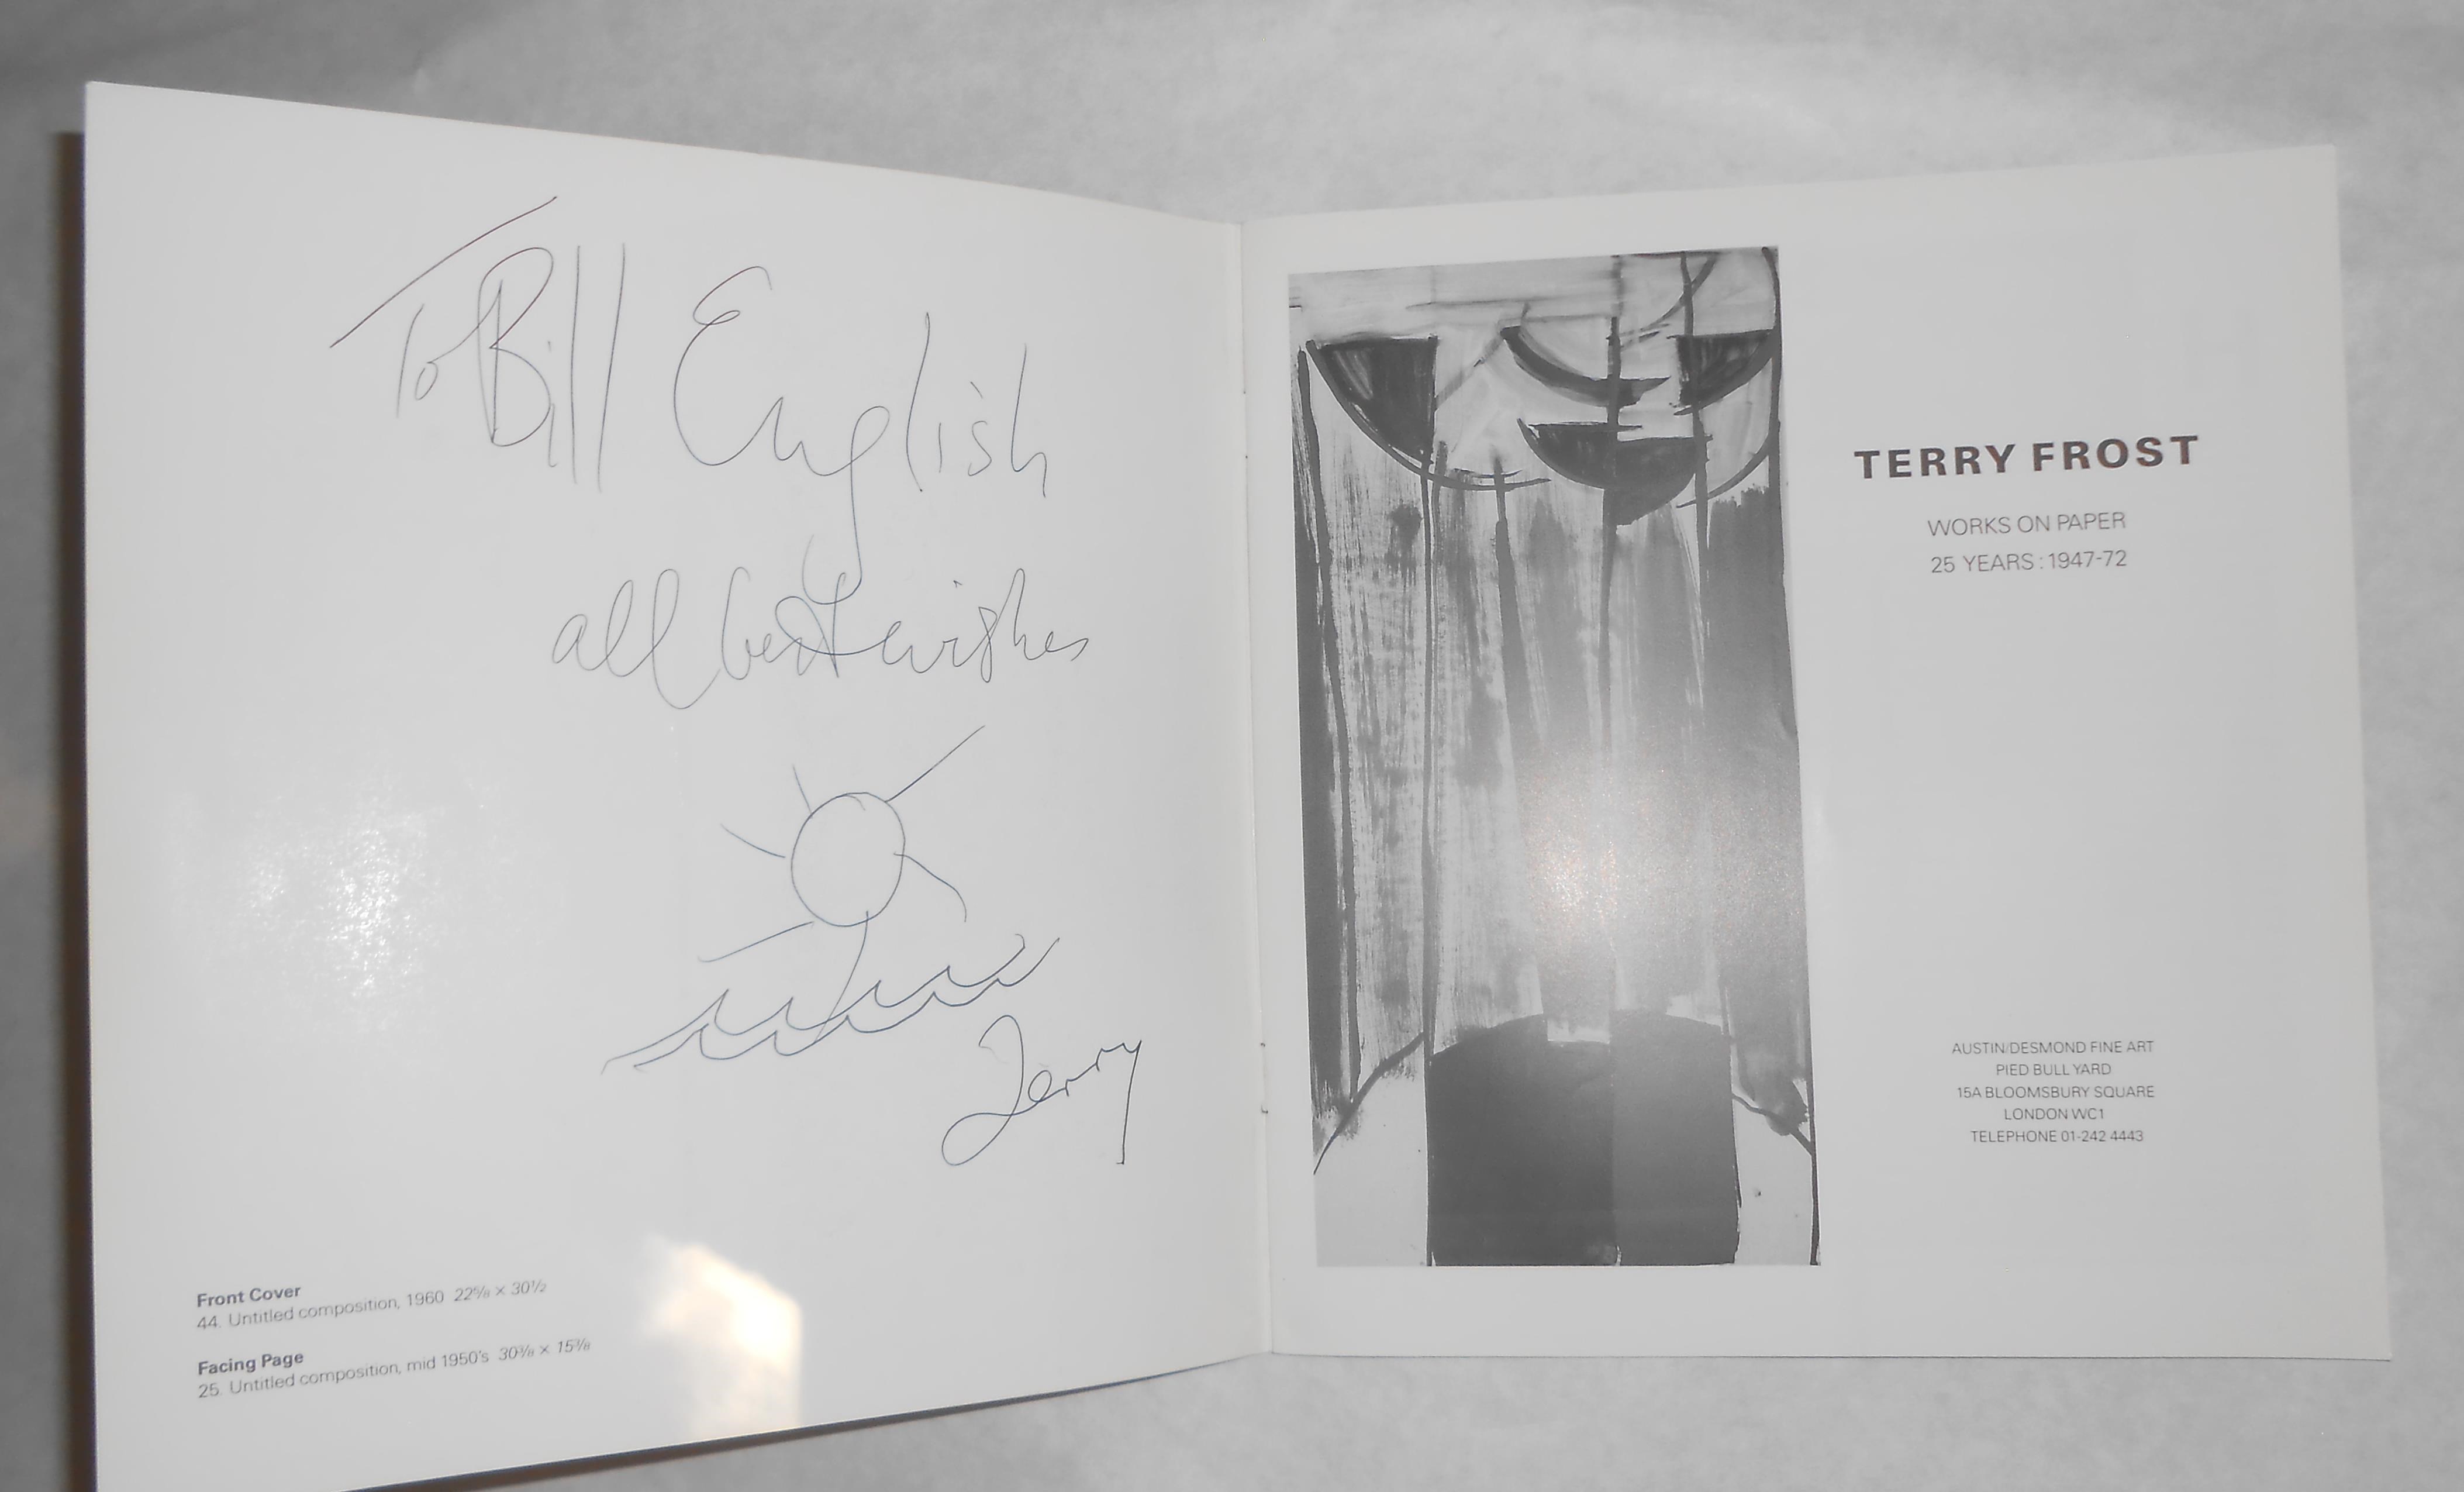 To Bill English
all best wishes
Terry
Front Cover
44. Untitled composition, 1960 22⅝ × 30½
Facing Page
25. Untitled composition, mid 1950's 30⅜ × 15⅜
TERRY FROST
WORKS ON PAPER
25 YEARS : 1947-72
AUSTIN/DESMOND FINE ART
PIED BULL YARD
15A BLOOMSBURY SQUARE
LONDON WC1
TELEPHONE 01-242 4443